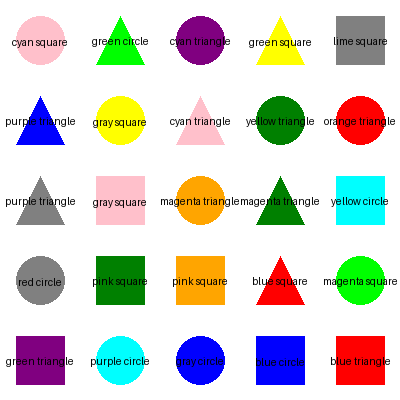 cyan square green circle cyan triangle green square lime square
purple triangle gray square cyan triangle yellow triangle orange triangle
purple triangle gray square magenta triangle magenta triangle yellow circle
red circle pink square pink square blue square magenta square
green triangle purple circle gray circle blue circle blue triangle